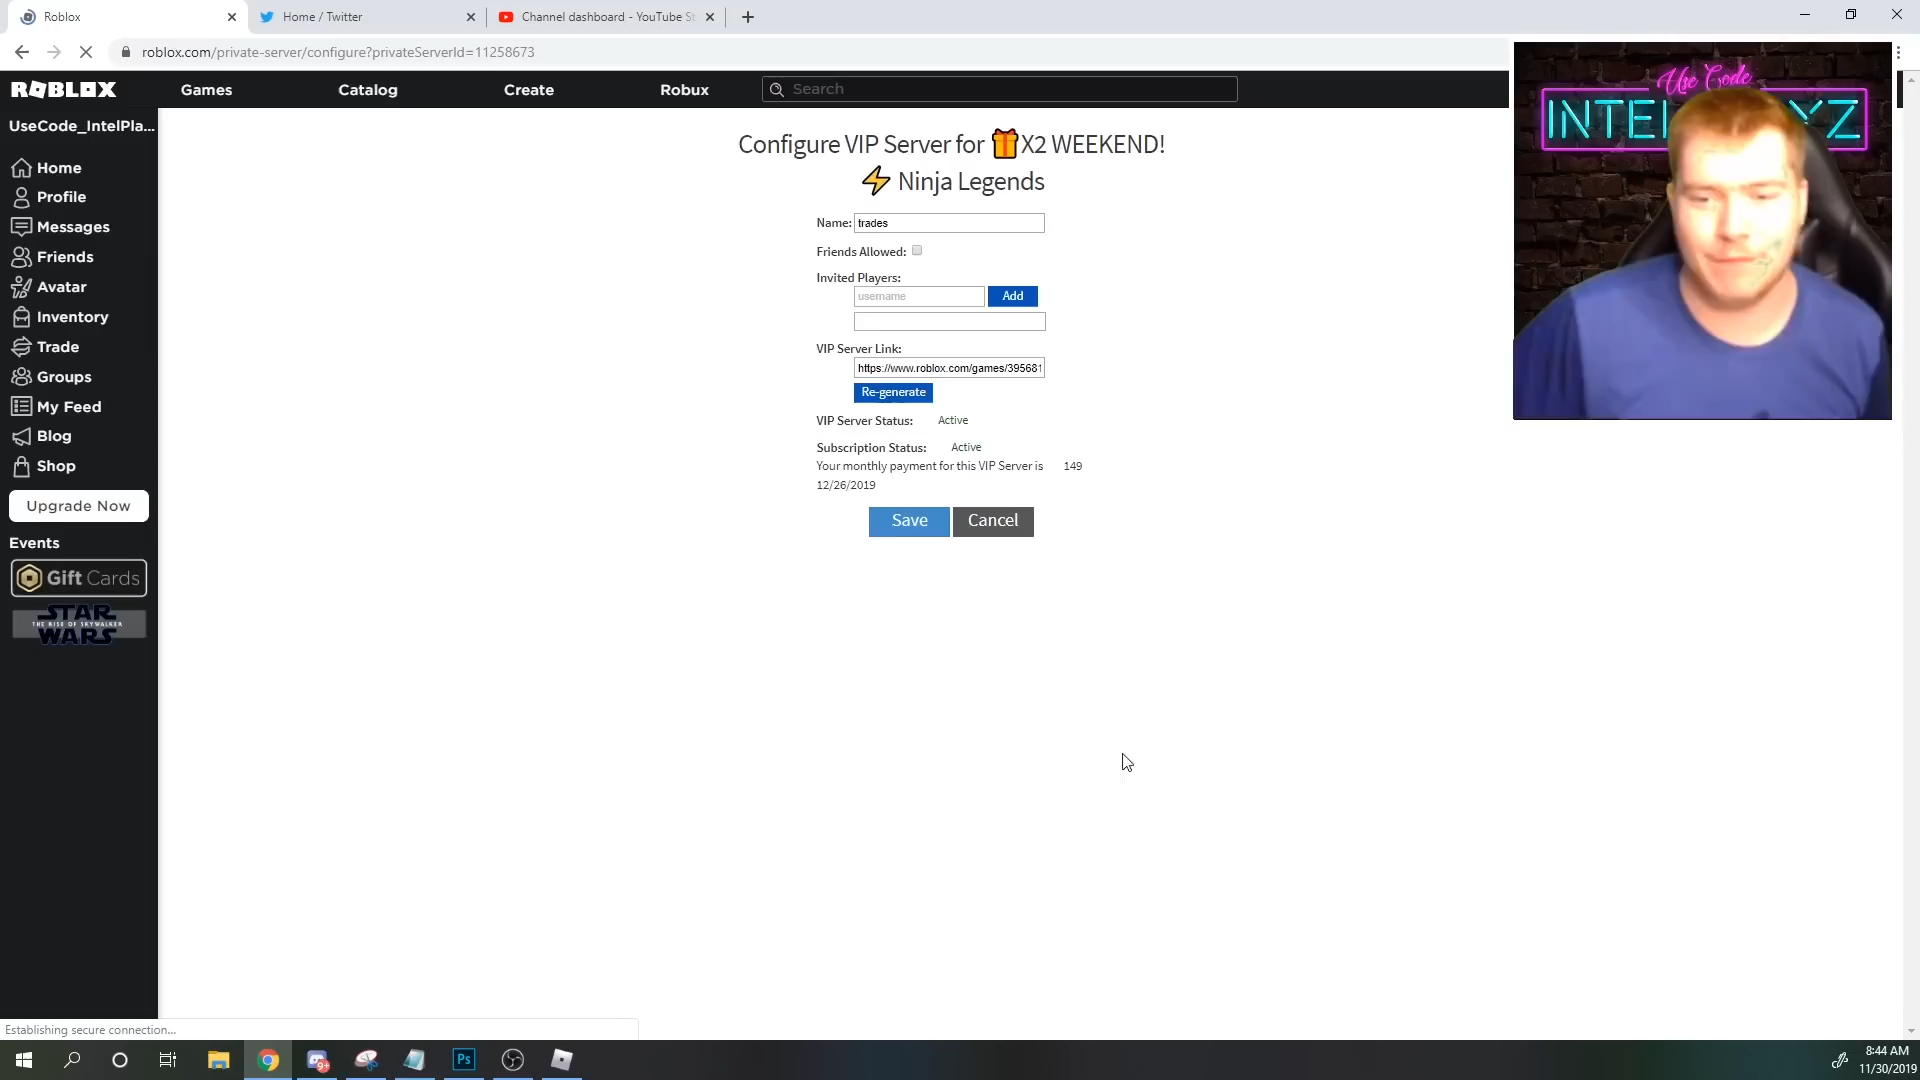 Roblox
Home / Twitter
Channel dashboard - YouTube St
roblox.com/private-server/configure?privateServerId=11258673
ROBLOX
Games
Catalog
Create
Robux
Search
Use Code
UseCode_IntelPla...
Home
Profile
Messages
Friends
Avatar
Inventory
Trade
Groups
My Feed
Blog
Shop
Upgrade Now
Events
Gift Cards
STAR
THE RISE OF SKYWALKER
WARS
Configure VIP Server for X2 WEEKEND!
Ninja Legends
Name: trades
Friends Allowed:
Invited Players:
username Add
VIP Server Link:
https://www.roblox.com/games/395681
Re-generate
VIP Server Status: Active
Subscription Status: Active
Your monthly payment for this VIP Server is 149
12/26/2019
Save Cancel
Establishing secure connection...
9+
Ps
8:44 AM
11/30/2019